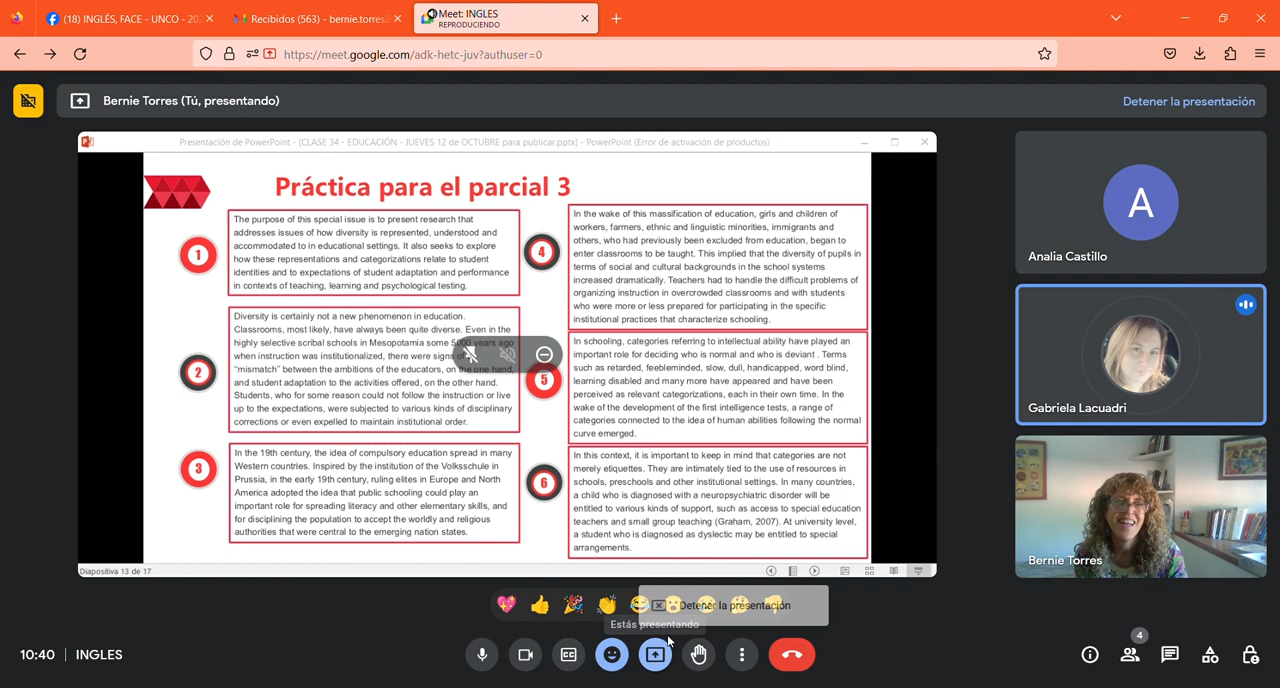 (18) INGLÉS, FACE - UNCO - 202
Recibidos (563) - bernie.torres
Meet: INGLES
REPRODUCIENDO
https://meet.google.com/adk-hetc-juv?authuser=0
Bernie Torres (Tú, presentando)
Detener la presentación
Presentación de PowerPoint - [CLASE 34 - EDUCACIÓN - JUEVES 12 de OCTUBRE para publicar.pptx] - PowerPoint (Error de activación de productos)
Práctica para el parcial 3
1
The purpose of this special issue is to present research that
addresses issues of how diversity is represented, understood and
accommodated to in educational settings. It also seeks to explore
how these representations and categorizations relate to student
identities and to expectations of student adaptation and performance
in contexts of teaching, learning and psychological testing.
2
Diversity is certainly not a new phenomenon in education.
Classrooms, most likely, have always been quite diverse. Even in the
highly selective scribal schools in Mesopotamia some 5000 years ago
when instruction was institutionalized, there were signs
"mismatch" between the ambitions of the educators, on the one hand,
and student adaptation to the activities offered, on the other hand.
Students, who for some reason could not follow the instruction or live
up to the expectations, were subjected to various kinds of disciplinary
corrections or even expelled to maintain institutional order.
3
In the 19th century, the idea of compulsory education spread in many
Western countries. Inspired by the institution of the Volksschule in
Prussia, in the early 19th century, ruling elites in Europe and North
America adopted the idea that public schooling could play an
important role for spreading literacy and other elementary skills, and
for disciplining the population to accept the worldly and religious
authorities that were central to the emerging nation states.
4
In the wake of this massification of education, girls and children of
workers, farmers, ethnic and linguistic minorities, immigrants and
others, who had previously been excluded from education, began to
enter classrooms to be taught. This implied that the diversity of pupils in
terms of social and cultural backgrounds in the school systems
increased dramatically. Teachers had to handle the difficult problems of
organizing instruction in overcrowded classrooms and with students
who were more or less prepared for participating in the specific
institutional practices that characterize schooling.
5
In schooling, categories referring to intellectual ability have played an
important role for deciding who is normal and who is deviant . Terms
such as retarded, feebleminded, slow, dull, handicapped, word blind,
learning disabled and many more have appeared and have been
perceived as relevant categorizations, each in their own time. In the
wake of the development of the first intelligence tests, a range of
categories connected to the idea of human abilities following the normal
curve emerged.
6
In this context, it is important to keep in mind that categories are not
merely etiquettes. They are intimately tied to the use of resources in
schools, preschools and other institutional settings. In many countries,
a child who is diagnosed with a neuropsychiatric disorder will be
entitled to various kinds of support, such as access to special education
teachers and small group teaching (Graham, 2007). At university level,
a student who is diagnosed as dyslectic may be entitled to special
arrangements.
Diapositiva 13 de 17
A
Analia Castillo
Gabriela Lacuadri
Bernie Torres
Detener la presentación
Estás presentando
10:40
INGLES
4